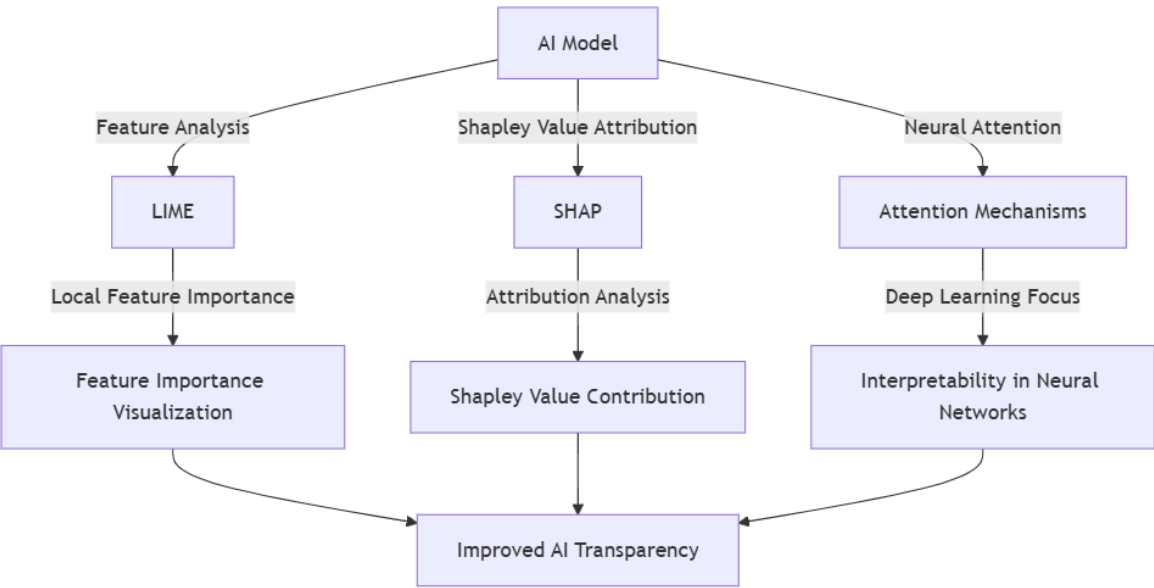 AI Model
Feature Analysis
Shapley Value Attribution
Neural Attention
LIME
SHAP
Attention Mechanisms
Local Feature Importance
Attribution Analysis
Deep Learning Focus
Feature Importance
Visualization
Shapley Value Contribution
Interpretability in Neural
Networks
Improved AI Transparency